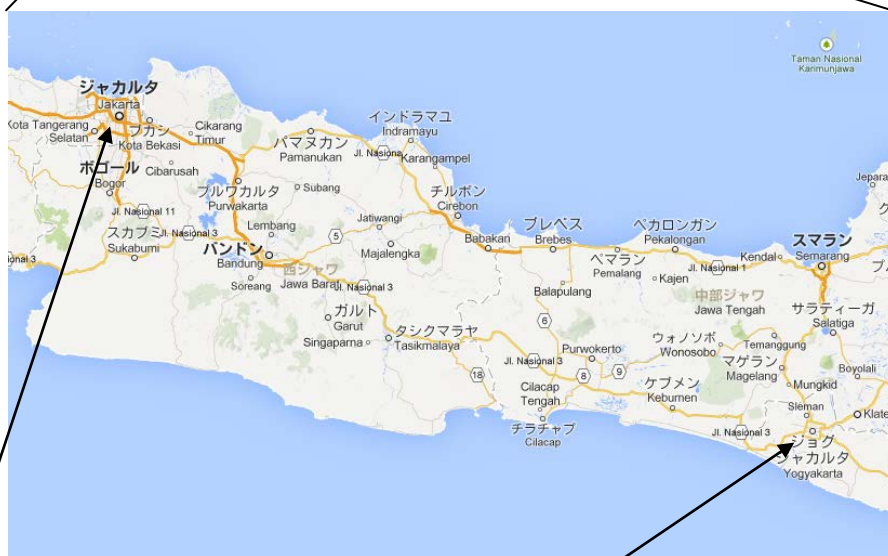 Taman Nasional
Karimunjawa
ジャカルタ
Jakarta
Kota Tangerang
Selatan
ブカシ
Kota Bekasi
Cikarang
Timur
インドラマユ
Indramayu
パマヌカン
Pamanukan
Jl. Nasional
Karangampel
Jepara
ボゴール
Bogor
Cibarusah
プルワカルタ
Purwakarta
Subang
チルボン
Cirebon
Jl. Nasional 11
スカブミ
Sukabumi
Jl. Nasional 3
Lembang
5
Jatiwangi
Majalengka
Babakan
ブレベス
Brebes
ペカロンガン
Pekalongan
Kendal
スマラン
Semarang
ional 3
バンドン
Bandung
西ジャワ
Jawa Barat
Jl. Nasional 3
Soreang
ペマラン
Pemalang
Kajen
Jl. Nasional 1
Balapulang
中部ジャワ
Jawa Tengah
サラティーガ
Salatiga
ガルト
Garut
Singaparna
タシクマラヤ
Tasikmalaya
6
ウォノソボ
Wonosobo
Temanggung
Boyolali
Jl. Nasional 3
Purwokerto
マゲラン
Magelang
Mungkid
18
8
9
Cilacap
Tengah
ケブメン
Kebumen
Sleman
Klate
チラチャプ
Cilacap
Jl. Nasional 3
ジョグ
ジャカルタ
Yogyakarta